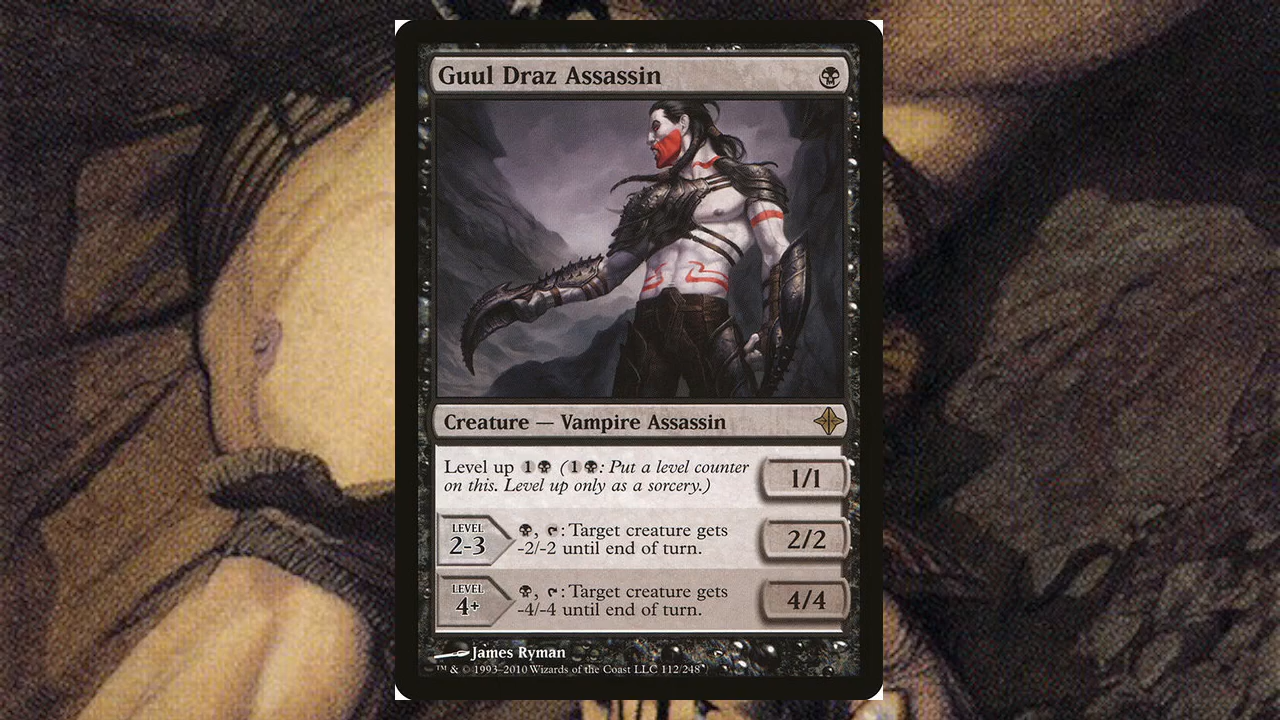 Guul Draz Assassin
Creature — Vampire Assassin
Level up 1 (1: Put a level counter
on this. Level up only as a sorcery.)
1/1
LEVEL
2-3
, : Target creature gets
-2/-2 until end of turn.
2/2
LEVEL
4+
, : Target creature gets
-4/-4 until end of turn.
4/4
James Ryman
™ & © 1993–2010 Wizards of the Coast LLC 112/248